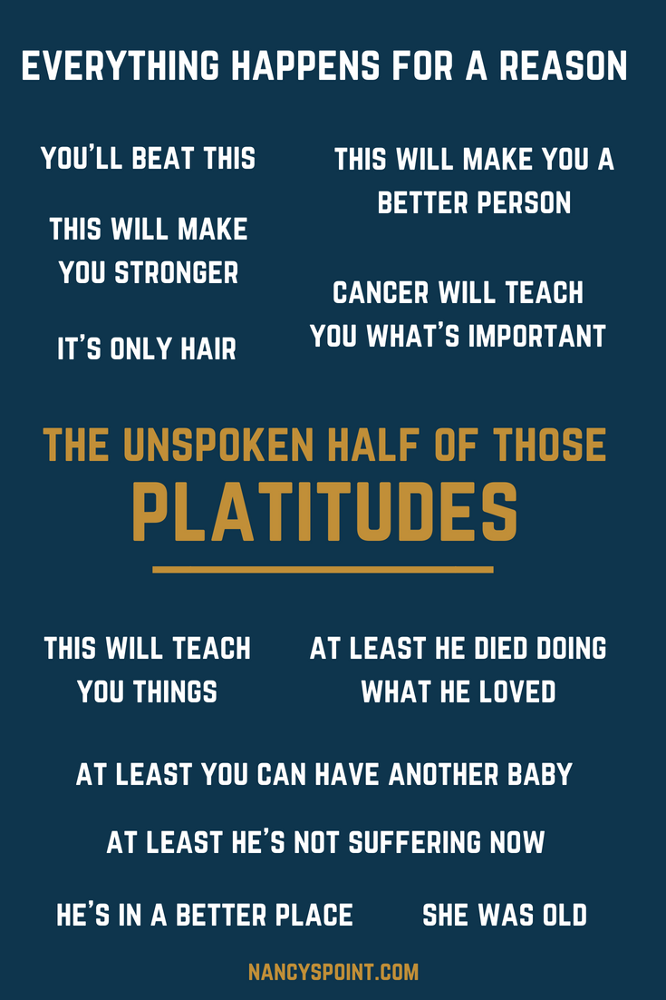 EVERYTHING HAPPENS FOR A REASON
YOU'LL BEAT THIS
THIS WILL MAKE YOU A
BETTER PERSON
THIS WILL MAKE
YOU STRONGER
CANCER WILL TEACH
YOU WHAT'S IMPORTANT
IT'S ONLY HAIR
THE UNSPOKEN HALF OF THOSE
PLATITUDES
THIS WILL TEACH
YOU THINGS
AT LEAST HE DIED DOING
WHAT HE LOVED
AT LEAST YOU CAN HAVE ANOTHER BABY
AT LEAST HE'S NOT SUFFERING NOW
HE'S IN A BETTER PLACE
SHE WAS OLD
NANCYSPOINT.COM